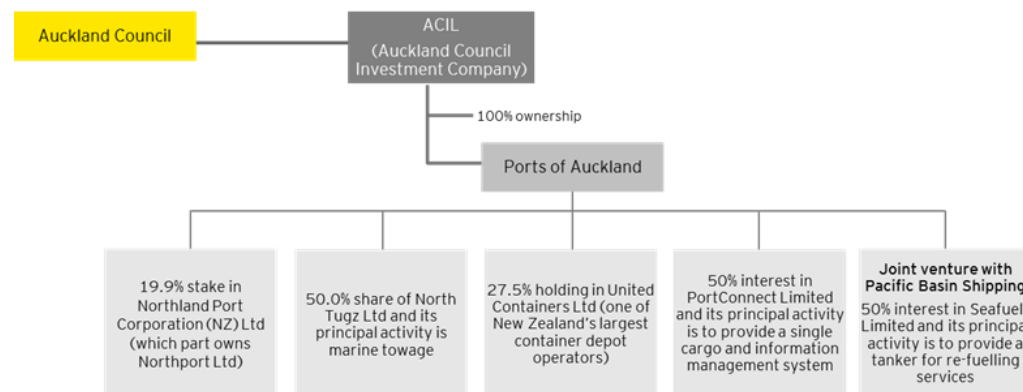 Auckland Council
ACIL
(Auckland Council
Investment Company)
100% ownership
Ports of Auckland
19.9% stake in
Northland Port
Corporation (NZ) Ltd
(which part owns
Northport Ltd)
50.0% share of North
Tugz Ltd and its
principal activity is
marine towage
27.5% holding in United
Containers Ltd (one of
New Zealand's largest
container depot
operators)
50% interest in
PortConnect Limited
and its principal activity
is to provide a single
cargo and information
management system
Joint venture with
Pacific Basin Shipping
50% interest in Seafuels
Limited and its principal
activity is to provide a
tanker for re-fuelling
services